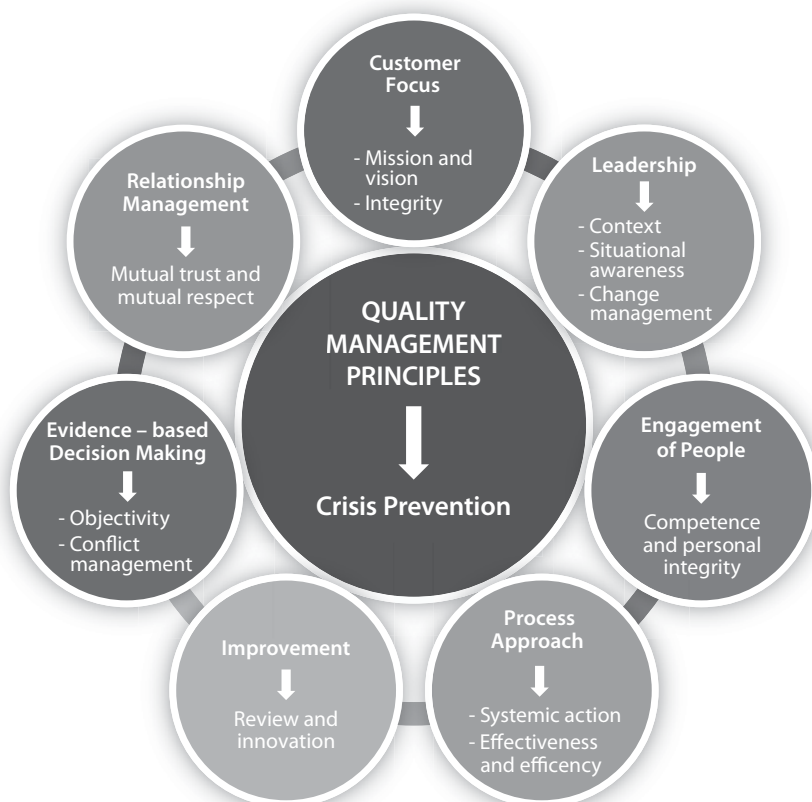 Customer
Focus
- Mission and
vision
- Integrity
Leadership
- Context
- Situational
awareness
- Change
management
Engagement
of People
Competence
and personal
integrity
Process
Approach
- Systemic action
- Effectiveness
and efficency
Improvement
Review and
innovation
Evidence – based
Decision Making
- Objectivity
- Conflict
management
Relationship
Management
Mutual trust and
mutual respect
QUALITY
MANAGEMENT
PRINCIPLES
Crisis Prevention